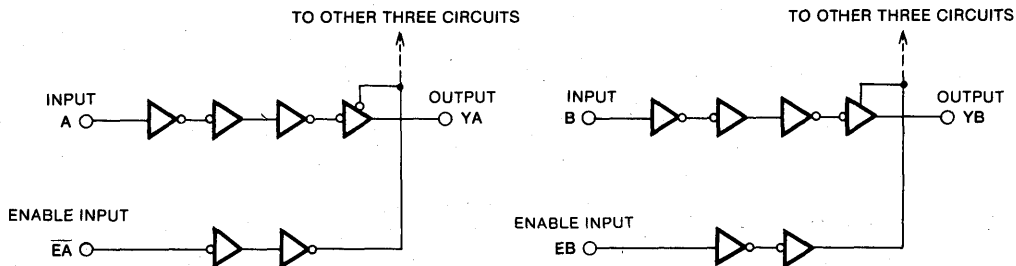 TO OTHER THREE CIRCUITS
INPUT
A
OUTPUT
YA
ENABLE INPUT
E̅A̅
TO OTHER THREE CIRCUITS
INPUT
B
OUTPUT
YB
ENABLE INPUT
EB